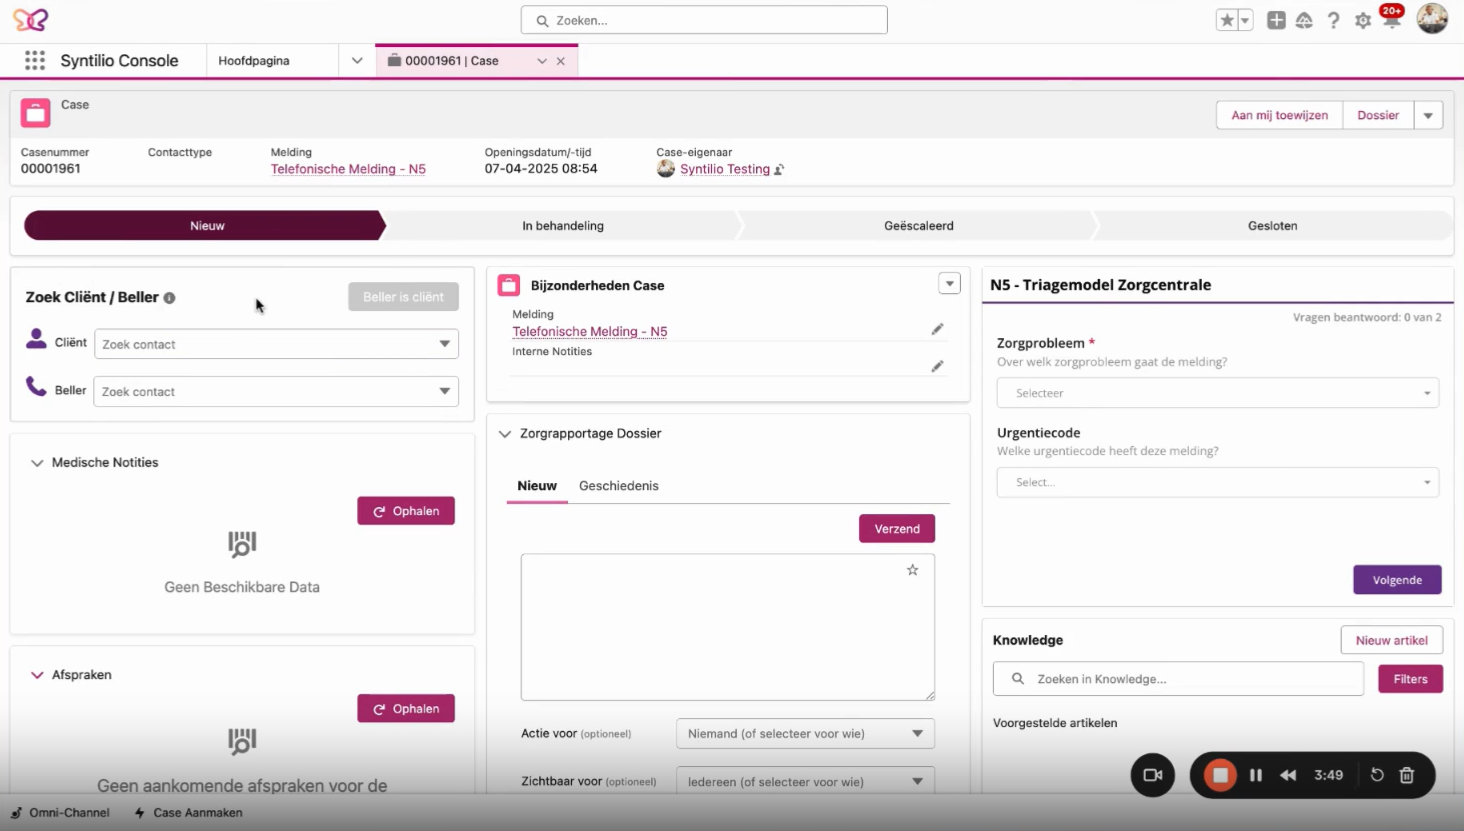 Zoeken...
20+
Syntilio Console
Hoofdpagina
00001961 | Case
Case
Aan mij toewijzen
Dossier
Casenummer
00001961
Contacttype
Melding
Telefonische Melding - N5
Openingsdatum/-tijd
07-04-2025 08:54
Case-eigenaar
Syntilio Testing
Nieuw
In behandeling
Geëscaleerd
Gesloten
Zoek Cliënt / Beller
Beller is cliënt
Cliënt
Zoek contact
Beller
Zoek contact
Medische Notities
Ophalen
Geen Beschikbare Data
Afspraken
Ophalen
Geen aankomende afspraken voor de
Bijzonderheden Case
Melding
Telefonische Melding - N5
Interne Notities
Zorgrapportage Dossier
Nieuw
Geschiedenis
Verzend
Actie voor (optioneel)
Niemand (of selecteer voor wie)
Zichtbaar voor (optioneel)
Iedereen (of selecteer voor wie)
N5 - Triagemodel Zorgcentrale
Vragen beantwoord: 0 van 2
Zorgprobleem *
Over welk zorgprobleem gaat de melding?
Selecteer
Urgentiecode
Welke urgentiecode heeft deze melding?
Select...
Volgende
Knowledge
Nieuw artikel
Zoeken in Knowledge...
Filters
Voorgestelde artikelen
3:49
Omni-Channel
Case Aanmaken